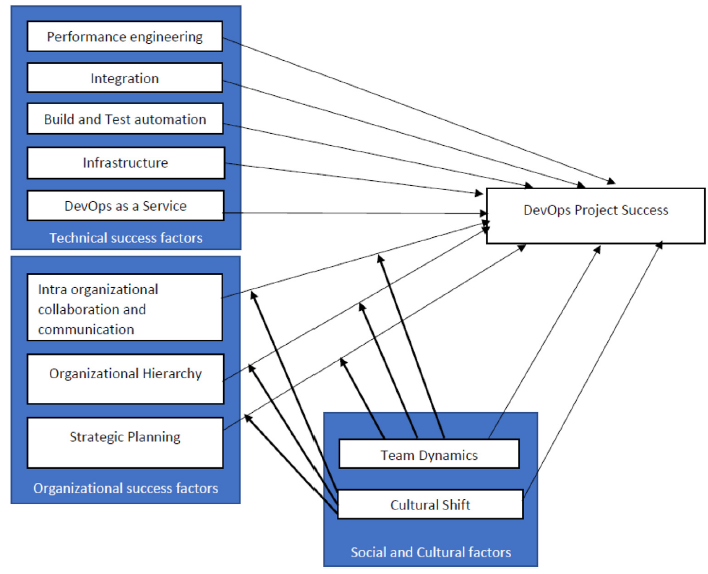 Performance engineering
Integration
Build and Test automation
Infrastructure
DevOps as a Service
Technical success factors
DevOps Project Success
Intra organizational
collaboration and
communication
Organizational Hierarchy
Strategic Planning
Organizational success factors
Team Dynamics
Cultural Shift
Social and Cultural factors